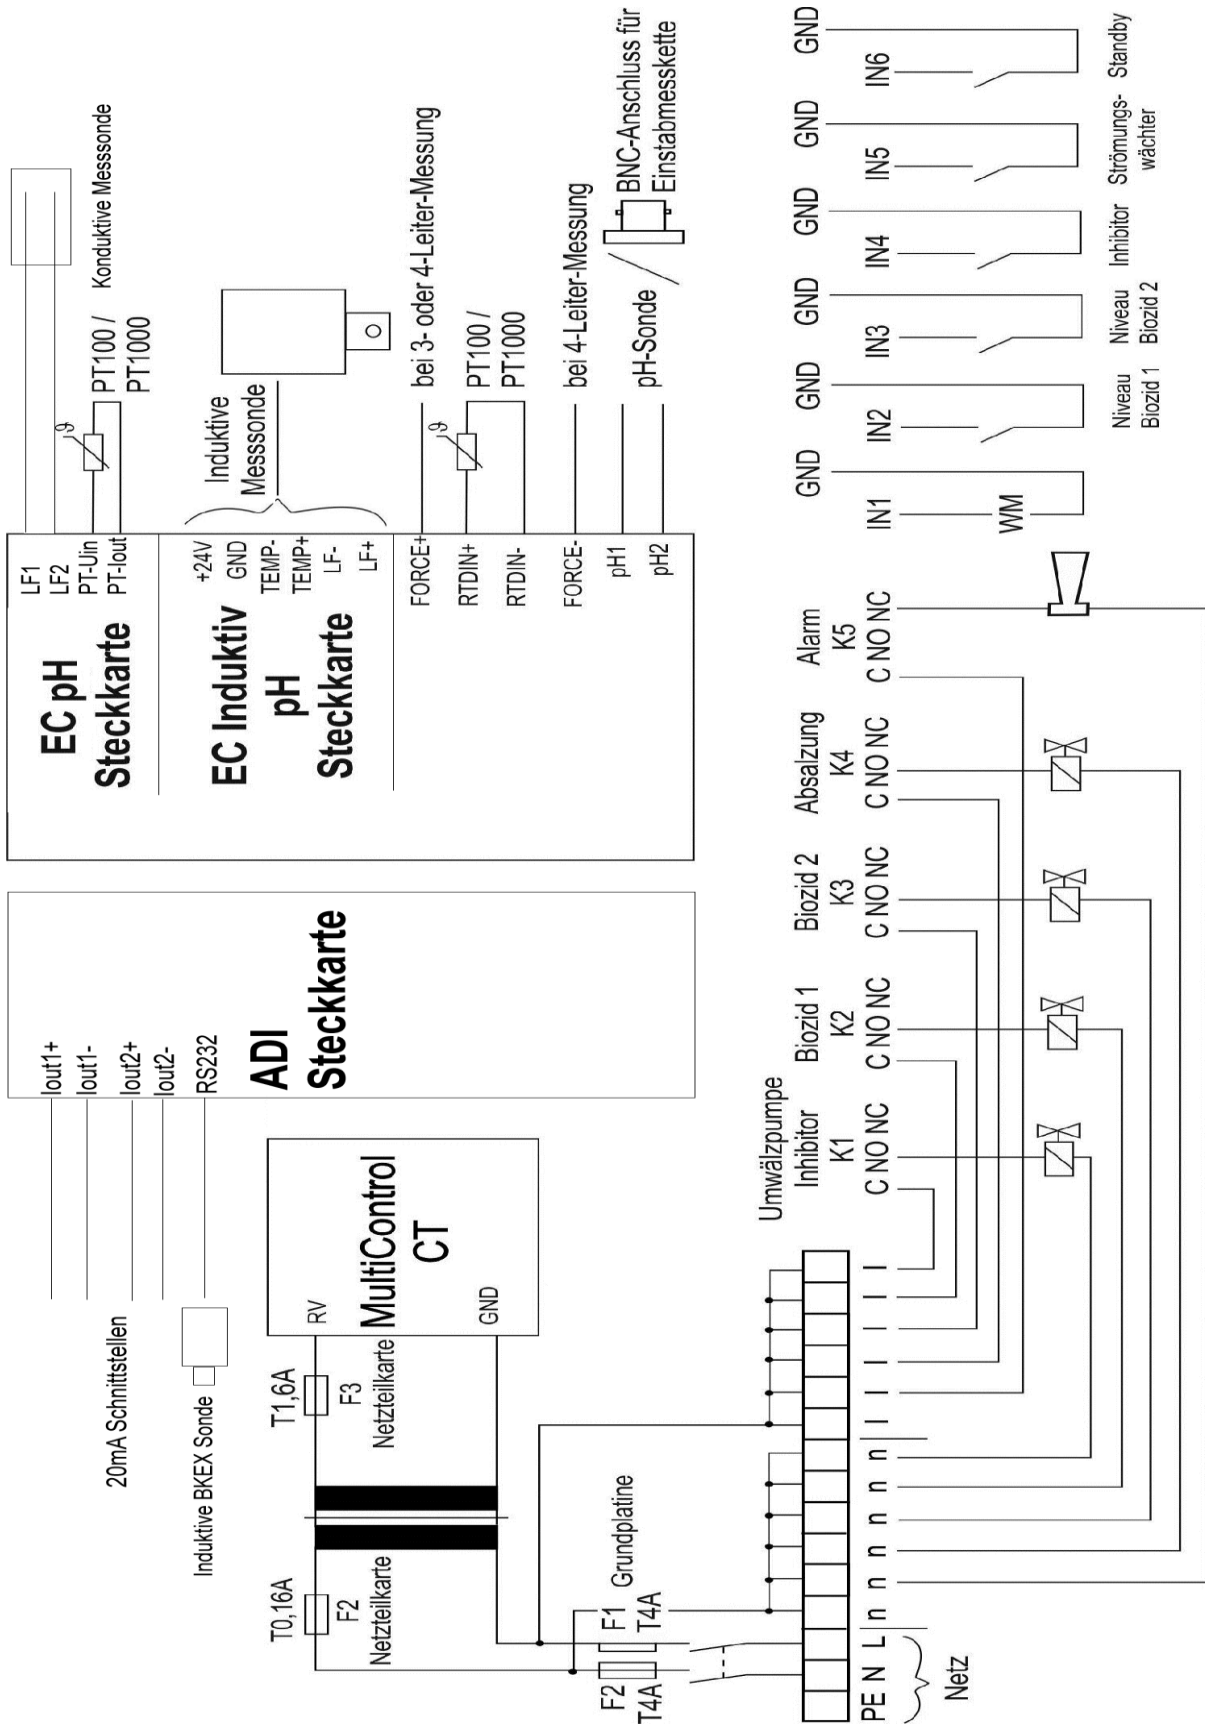 LF1
LF2
PT-Uin
PT-Iout
EC pH
Steckkarte
PT100 /
PT1000
Konduktive Messsonde
+24V
GND
TEMP-
TEMP+
LF-
LF+
EC Induktiv
pH
Steckkarte
Induktive
Messsonde
FORCE+
RTDIN+
RTDIN-
FORCE-
pH1
pH2
bei 3- oder 4-Leiter-Messung
PT100 /
PT1000
bei 4-Leiter-Messung
pH-Sonde
BNC-Anschluss für
Einstabmesskette
ϑ
ϑ
Iout1+
Iout1-
Iout2+
Iout2-
RS232
ADI
Steckkarte
20mA Schnittstellen
Induktive BKEX Sonde
RV
MultiControl
CT
GND
T1,6A
F3
Netzteilkarte
T0,16A
F2
Netzteilkarte
Grundplatine
F1
T4A
F2
T4A
PE N L n n n n n n l l l l l l
Netz
Umwälzpumpe
Inhibitor
K1
C NO NC
Biozid 1
K2
C NO NC
Biozid 2
K3
C NO NC
Absalzung
K4
C NO NC
Alarm
K5
C NO NC
GND
IN1
WM
GND
IN2
Niveau
Biozid 1
GND
IN3
Niveau
Biozid 2
GND
IN4
Inhibitor
GND
IN5
Strömungs-
wächter
GND
IN6
Standby